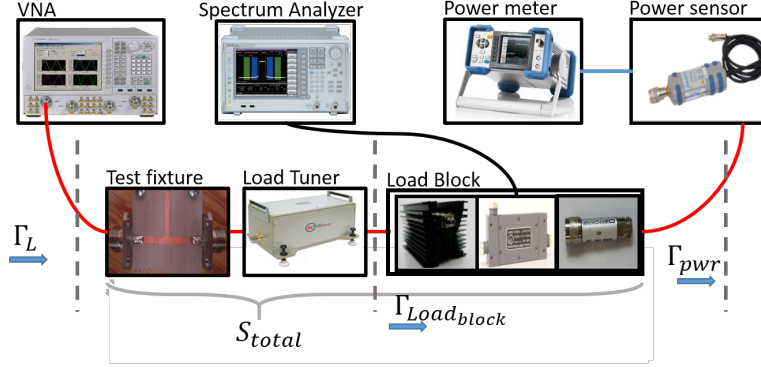 VNA
Spectrum Analyzer
Power meter
Power sensor
Test fixture
Load Tuner
Load Block
Γ_L
Γ_pwr
Γ_Load_block
S_total